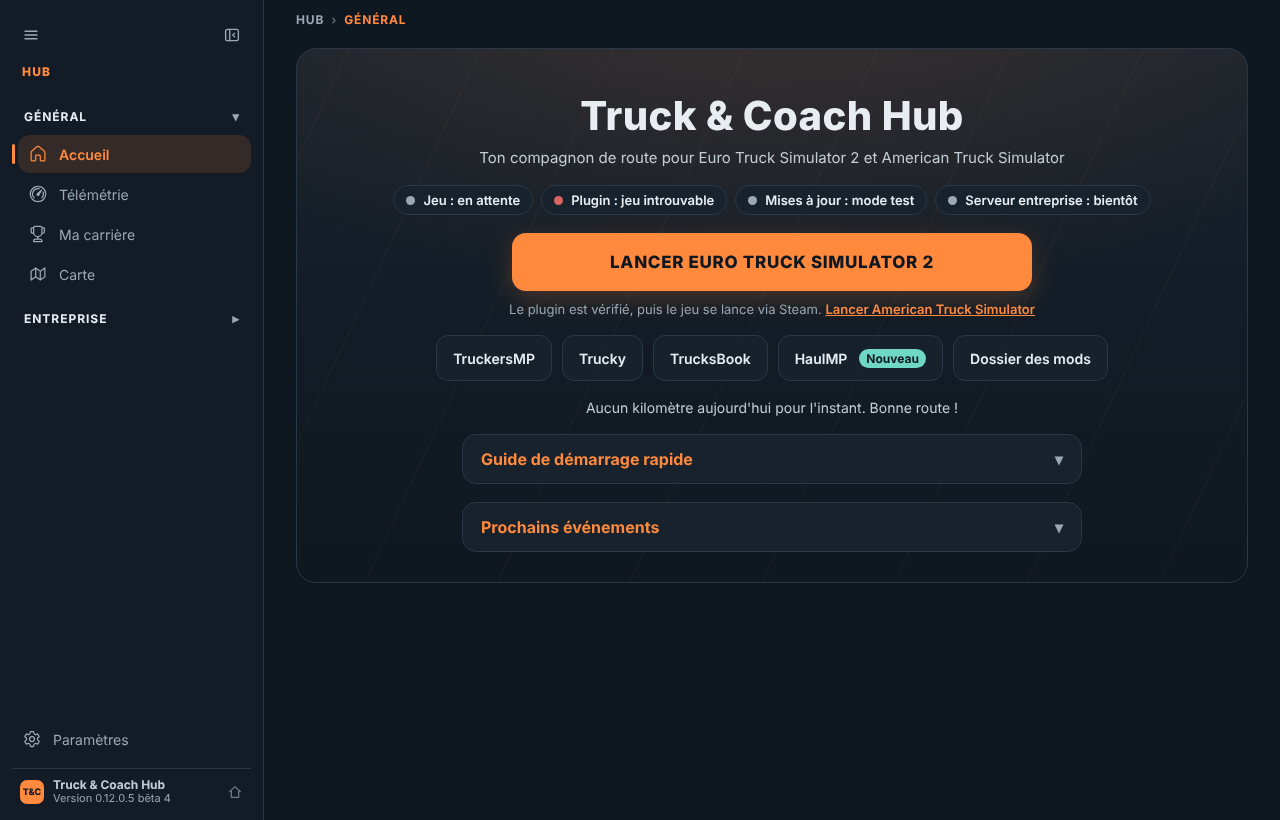 HUB
GÉNÉRAL ▼
Accueil
Télémétrie
Ma carrière
Carte
ENTREPRISE ►
Paramètres
T&C
Truck & Coach Hub
Version 0.12.0.5 bêta 4
HUB › GÉNÉRAL
Truck & Coach Hub
Ton compagnon de route pour Euro Truck Simulator 2 et American Truck Simulator
Jeu : en attente
Plugin : jeu introuvable
Mises à jour : mode test
Serveur entreprise : bientôt
LANCER EURO TRUCK SIMULATOR 2
Le plugin est vérifié, puis le jeu se lance via Steam. Lancer American Truck Simulator
TruckersMP
Trucky
TrucksBook
HaulMP Nouveau
Dossier des mods
Aucun kilomètre aujourd'hui pour l'instant. Bonne route !
Guide de démarrage rapide ▼
Prochains événements ▼